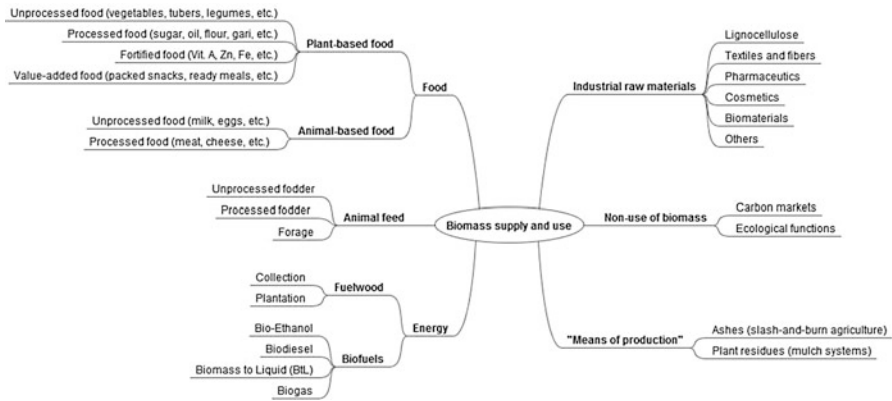 Unprocessed food (vegetables, tubers, legumes, etc.)
Processed food (sugar, oil, flour, gari, etc.)
Fortified food (Vit. A, Zn, Fe, etc.)
Value-added food (packed snacks, ready meals, etc.)
Plant-based food
Unprocessed food (milk, eggs, etc.)
Processed food (meat, cheese, etc.)
Animal-based food
Food
Unprocessed fodder
Processed fodder
Forage
Animal feed
Collection
Plantation
Fuelwood
Bio-Ethanol
Biodiesel
Biomass to Liquid (BtL)
Biogas
Biofuels
Energy
Biomass supply and use
Industrial raw materials
Lignocellulose
Textiles and fibers
Pharmaceutics
Cosmetics
Biomaterials
Others
Non-use of biomass
Carbon markets
Ecological functions
"Means of production"
Ashes (slash-and-burn agriculture)
Plant residues (mulch systems)